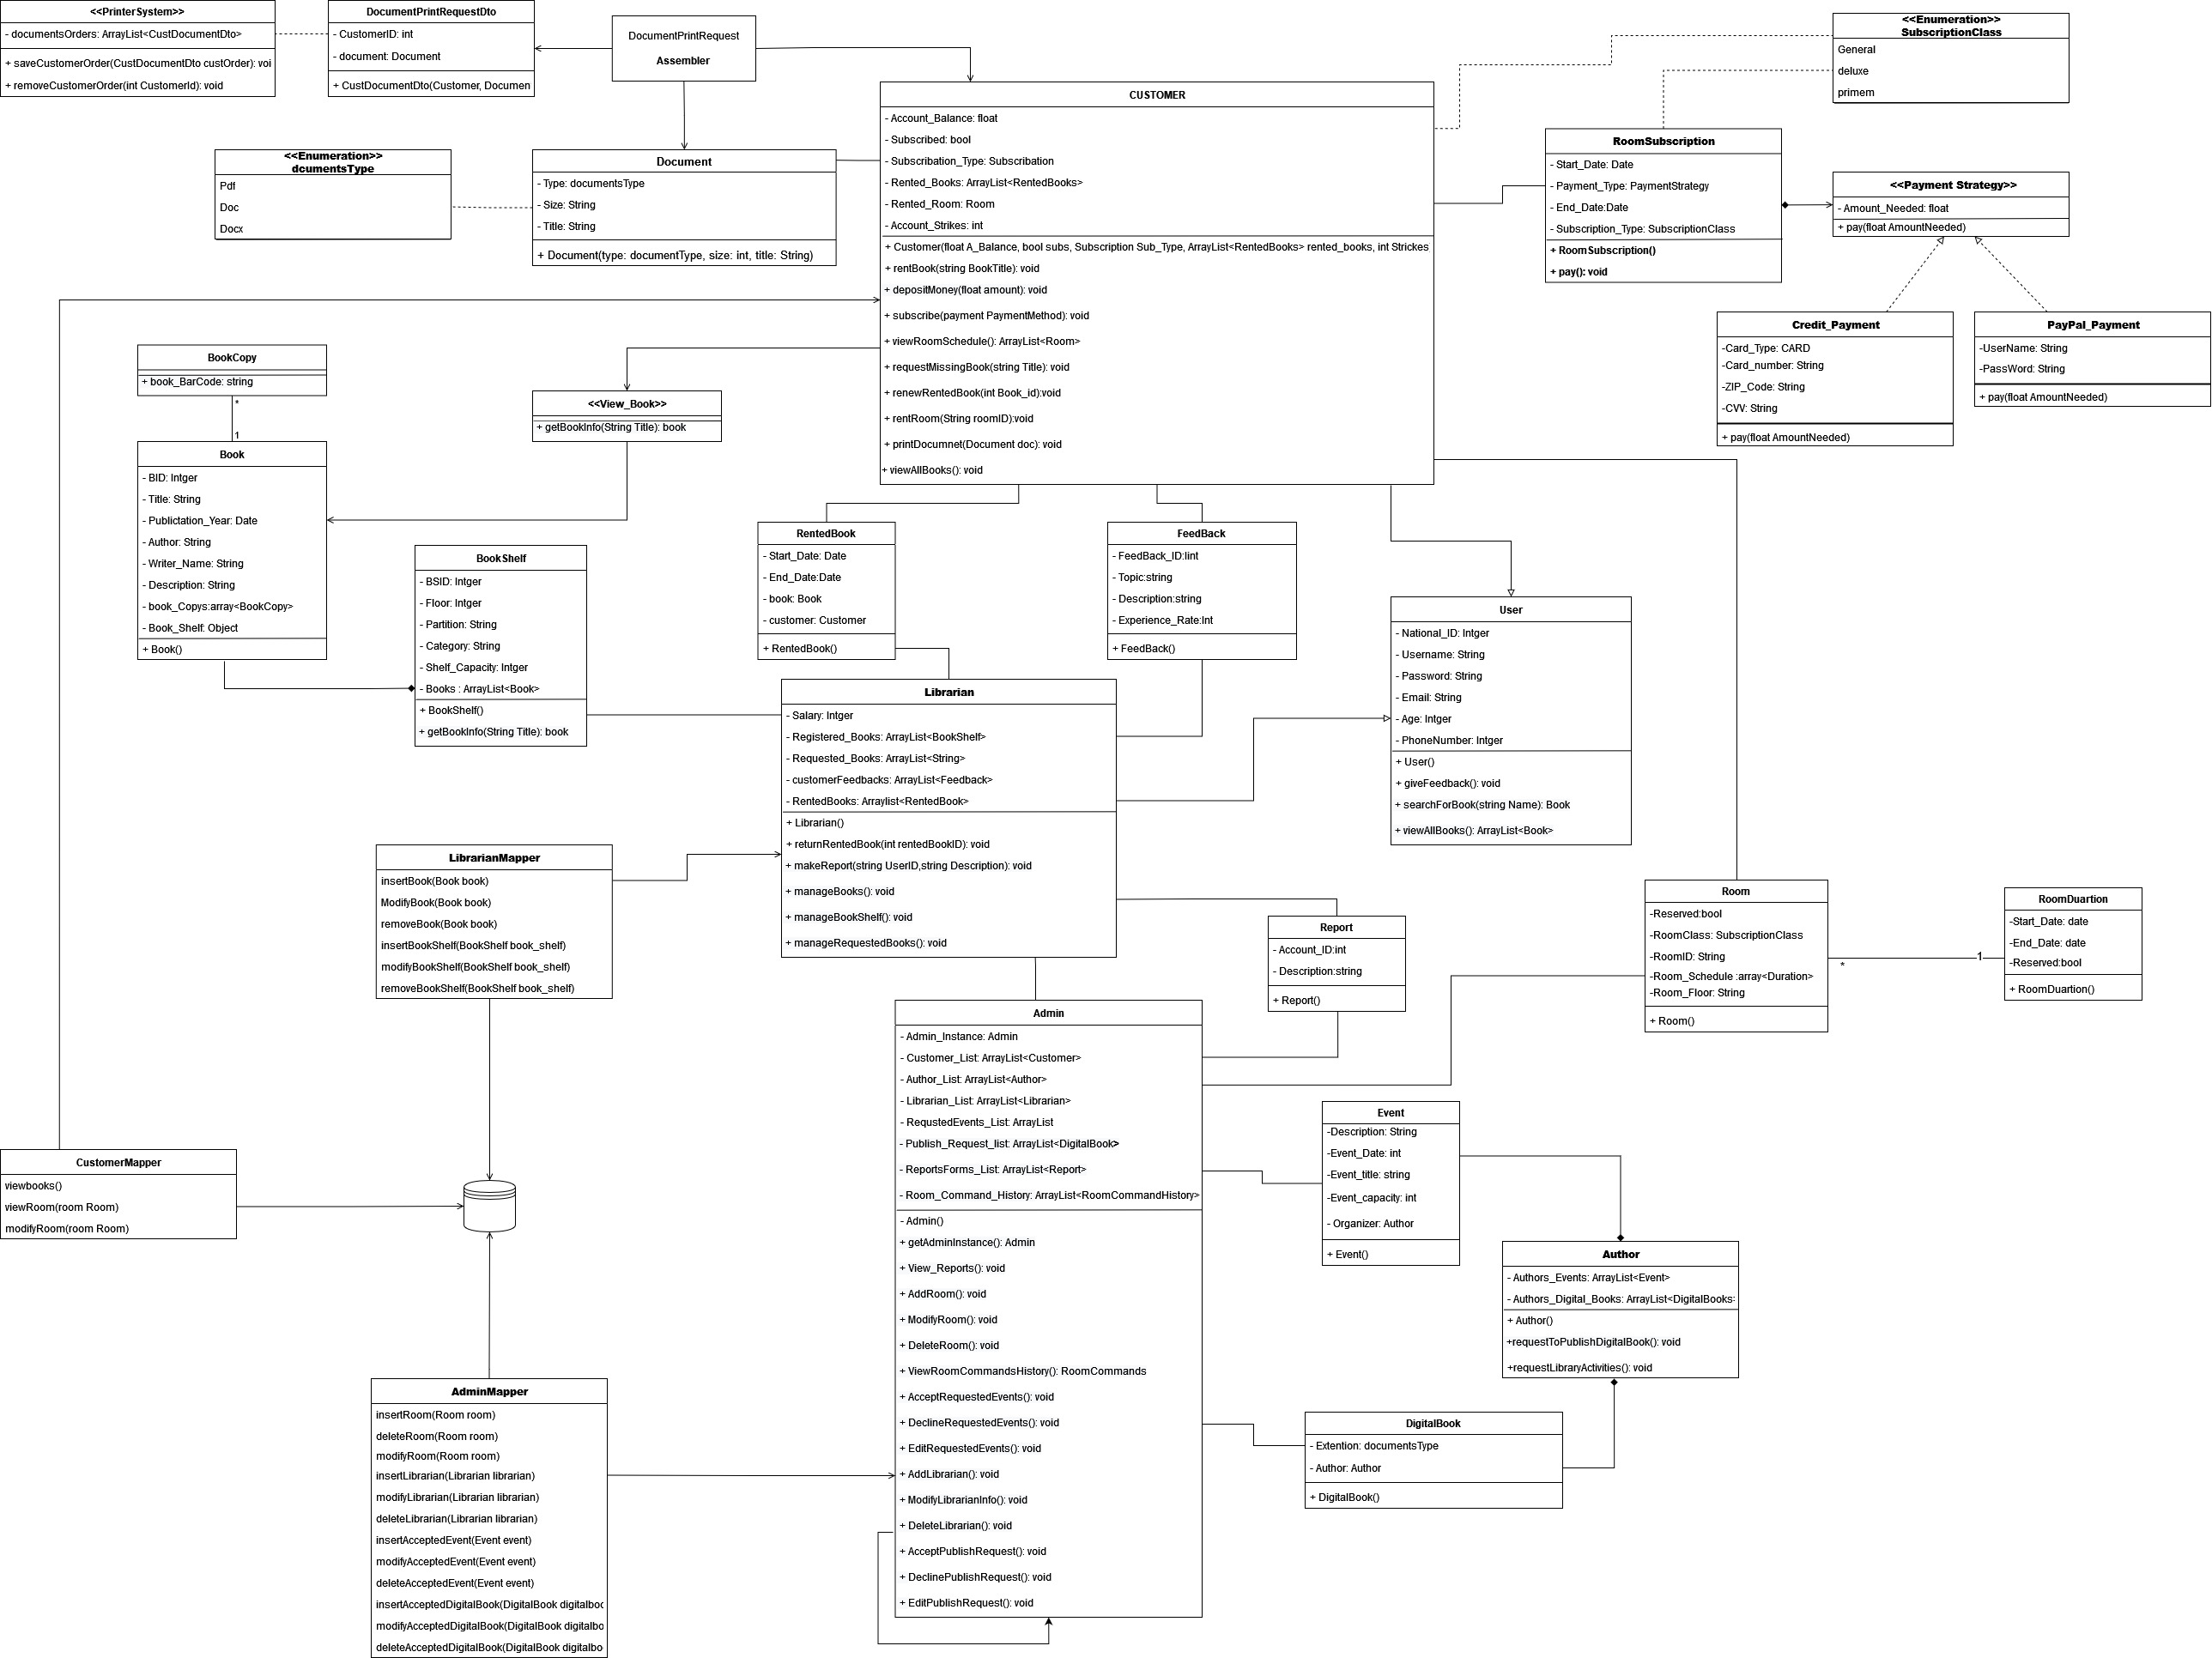 <<PrinterSystem>>
- documentsOrders: ArrayList<CustDocumentDto>
+ saveCustomerOrder(CustDocumentDto custOrder): voi
+ removeCustomerOrder(int CustomerId): void
DocumentPrintRequestDto
- CustomerID: int
- document: Document
+ CustDocumentDto(Customer, Documen
DocumentPrintRequest
Assembler
<<Enumeration>>
SubscriptionClass
General
deluxe
primem
CUSTOMER
- Account_Balance: float
- Subscribed: bool
- Subscribation_Type: Subscribation
- Rented_Books: ArrayList<RentedBooks>
- Rented_Room: Room
- Account_Strikes: int
+ Customer(float A_Balance, bool subs, Subscription Sub_Type, ArrayList<RentedBooks> rented_books, int Strickes
+ rentBook(string BookTitle): void
+ depositMoney(float amount): void
+ subscribe(payment PaymentMethod): void
+ viewRoomSchedule(): ArrayList<Room>
+ requestMissingBook(string Title): void
+ renewRentedBook(int Book_id):void
+ rentRoom(String roomID):void
+ printDocumnet(Document doc): void
+ viewAllBooks(): void
<<Enumeration>>
dcumentsType
Pdf
Doc
Docx
Document
- Type: documentsType
- Size: String
- Title: String
+ Document(type: documentType, size: int, title: String)
RoomSubscription
- Start_Date: Date
- Payment_Type: PaymentStrategy
- End_Date:Date
- Subscription_Type: SubscriptionClass
+ RoomSubscription()
+ pay(): void
<<Payment Strategy>>
- Amount_Needed: float
+ pay(float AmountNeeded)
Credit_Payment
-Card_Type: CARD
-Card_number: String
-ZIP_Code: String
-CVV: String
+ pay(float AmountNeeded)
PayPal_Payment
-UserName: String
-PassWord: String
+ pay(float AmountNeeded)
BookCopy
+ book_BarCode: string
*
1
<<View_Book>>
+ getBookInfo(String Title): book
Book
- BID: Intger
- Title: String
- Publictation_Year: Date
- Author: String
- Writer_Name: String
- Description: String
- book_Copys:array<BookCopy>
- Book_Shelf: Object
+ Book()
BookShelf
- BSID: Intger
- Floor: Intger
- Partition: String
- Category: String
- Shelf_Capacity: Intger
- Books : ArrayList<Book>
+ BookShelf()
+ getBookInfo(String Title): book
RentedBook
- Start_Date: Date
- End_Date:Date
- book: Book
- customer: Customer
+ RentedBook()
FeedBack
- FeedBack_ID:Iint
- Topic:string
- Description:string
- Experience_Rate:Int
+ FeedBack()
User
- National_ID: Intger
- Username: String
- Password: String
- Email: String
- Age: Intger
- PhoneNumber: Intger
+ User()
+ giveFeedback(): void
+ searchForBook(string Name): Book
+ viewAllBooks(): ArrayList<Book>
Librarian
- Salary: Intger
- Registered_Books: ArrayList<BookShelf>
- Requested_Books: ArrayList<String>
- customerFeedbacks: ArrayList<Feedback>
- RentedBooks: Arraylist<RentedBook>
+ Librarian()
+ returnRentedBook(int rentedBookID): void
+ makeReport(string UserID,string Description): void
+ manageBooks(): void
+ manageBookShelf(): void
+ manageRequestedBooks(): void
LibrarianMapper
insertBook(Book book)
ModifyBook(Book book)
removeBook(Book book)
insertBookShelf(BookShelf book_shelf)
modifyBookShelf(BookShelf book_shelf)
removeBookShelf(BookShelf book_shelf)
Report
- Account_ID:int
- Description:string
+ Report()
Room
-Reserved:bool
-RoomClass: SubscriptionClass
-RoomID: String
-Room_Schedule :array<Duration>
-Room_Floor: String
+ Room()
*
1
RoomDuartion
-Start_Date: date
-End_Date: date
-Reserved:bool
+ RoomDuartion()
Admin
- Admin_Instance: Admin
- Customer_List: ArrayList<Customer>
- Author_List: ArrayList<Author>
- Librarian_List: ArrayList<Librarian>
- RequstedEvents_List: ArrayList
- Publish_Request_list: ArrayList<DigitalBook>
- ReportsForms_List: ArrayList<Report>
- Room_Command_History: ArrayList<RoomCommandHistory>
- Admin()
+ getAdminInstance(): Admin
+ View_Reports(): void
+ AddRoom(): void
+ ModifyRoom(): void
+ DeleteRoom(): void
+ ViewRoomCommandsHistory(): RoomCommands
+ AcceptRequestedEvents(): void
+ DeclineRequestedEvents(): void
+ EditRequestedEvents(): void
+ AddLibrarian(): void
+ ModifyLibrarianInfo(): void
+ DeleteLibrarian(): void
+ AcceptPublishRequest(): void
+ DeclinePublishRequest(): void
+ EditPublishRequest(): void
Event
-Description: String
-Event_Date: int
-Event_title: string
-Event_capacity: int
- Organizer: Author
+ Event()
CustomerMapper
viewbooks()
viewRoom(room Room)
modifyRoom(room Room)
Author
- Authors_Events: ArrayList<Event>
- Authors_Digital_Books: ArrayList<DigitalBooks>
+ Author()
+requestToPublishDigitalBook(): void
+requestLibraryActivities(): void
AdminMapper
insertRoom(Room room)
deleteRoom(Room room)
modifyRoom(Room room)
insertLibrarian(Librarian librarian)
modifyLibrarian(Librarian librarian)
deleteLibrarian(Librarian librarian)
insertAcceptedEvent(Event event)
modifyAcceptedEvent(Event event)
deleteAcceptedEvent(Event event)
insertAcceptedDigitalBook(DigitalBook digitalboo
modifyAcceptedDigitalBook(DigitalBook digitalbo
deleteAcceptedDigitalBook(DigitalBook digitalbo
DigitalBook
- Extention: documentsType
- Author: Author
+ DigitalBook()